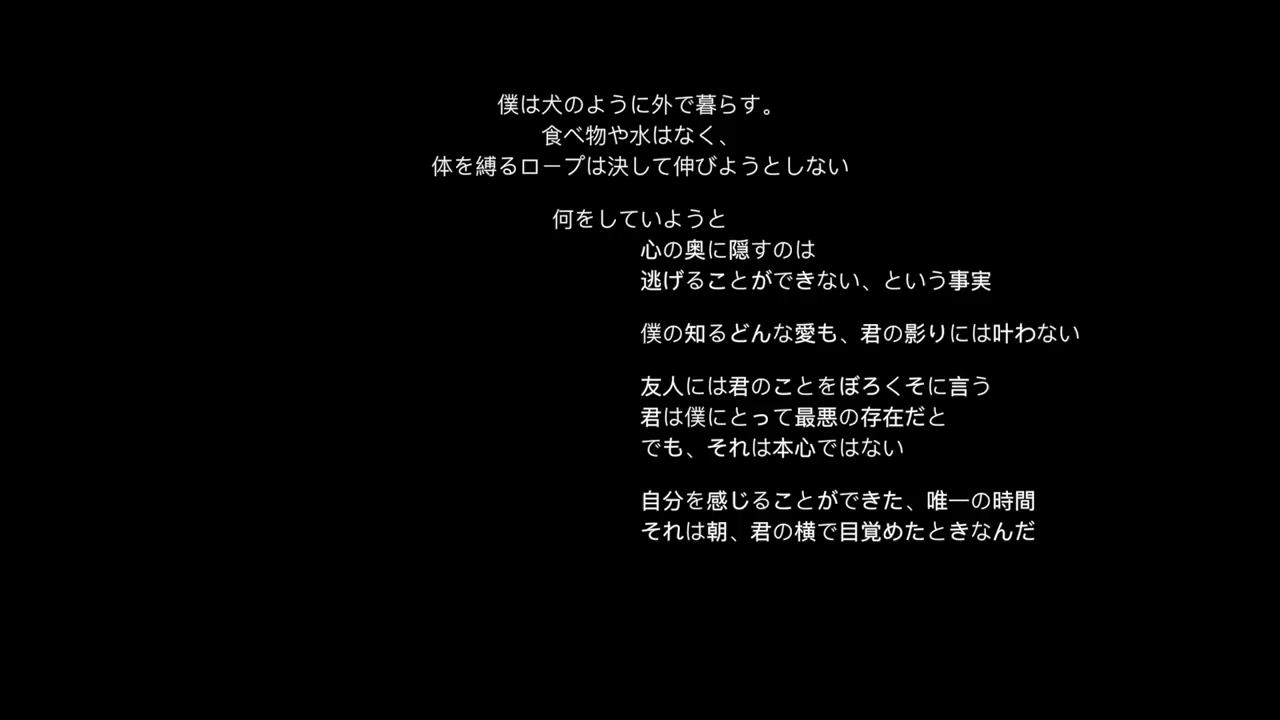 僕は犬のように外で暮らす。
食べ物や水はなく、
体を縛るロープは決して伸びようとしない
何をしていようと
心の奥に隠すのは
逃げることができない、という事実
僕の知るどんな愛も、君の影りには叶わない
友人には君のことをぼろくそに言う
君は僕にとって最悪の存在だと
でも、それは本心ではない
自分を感じることができた、唯一の時間
それは朝、君の横で目覚めたときなんだ